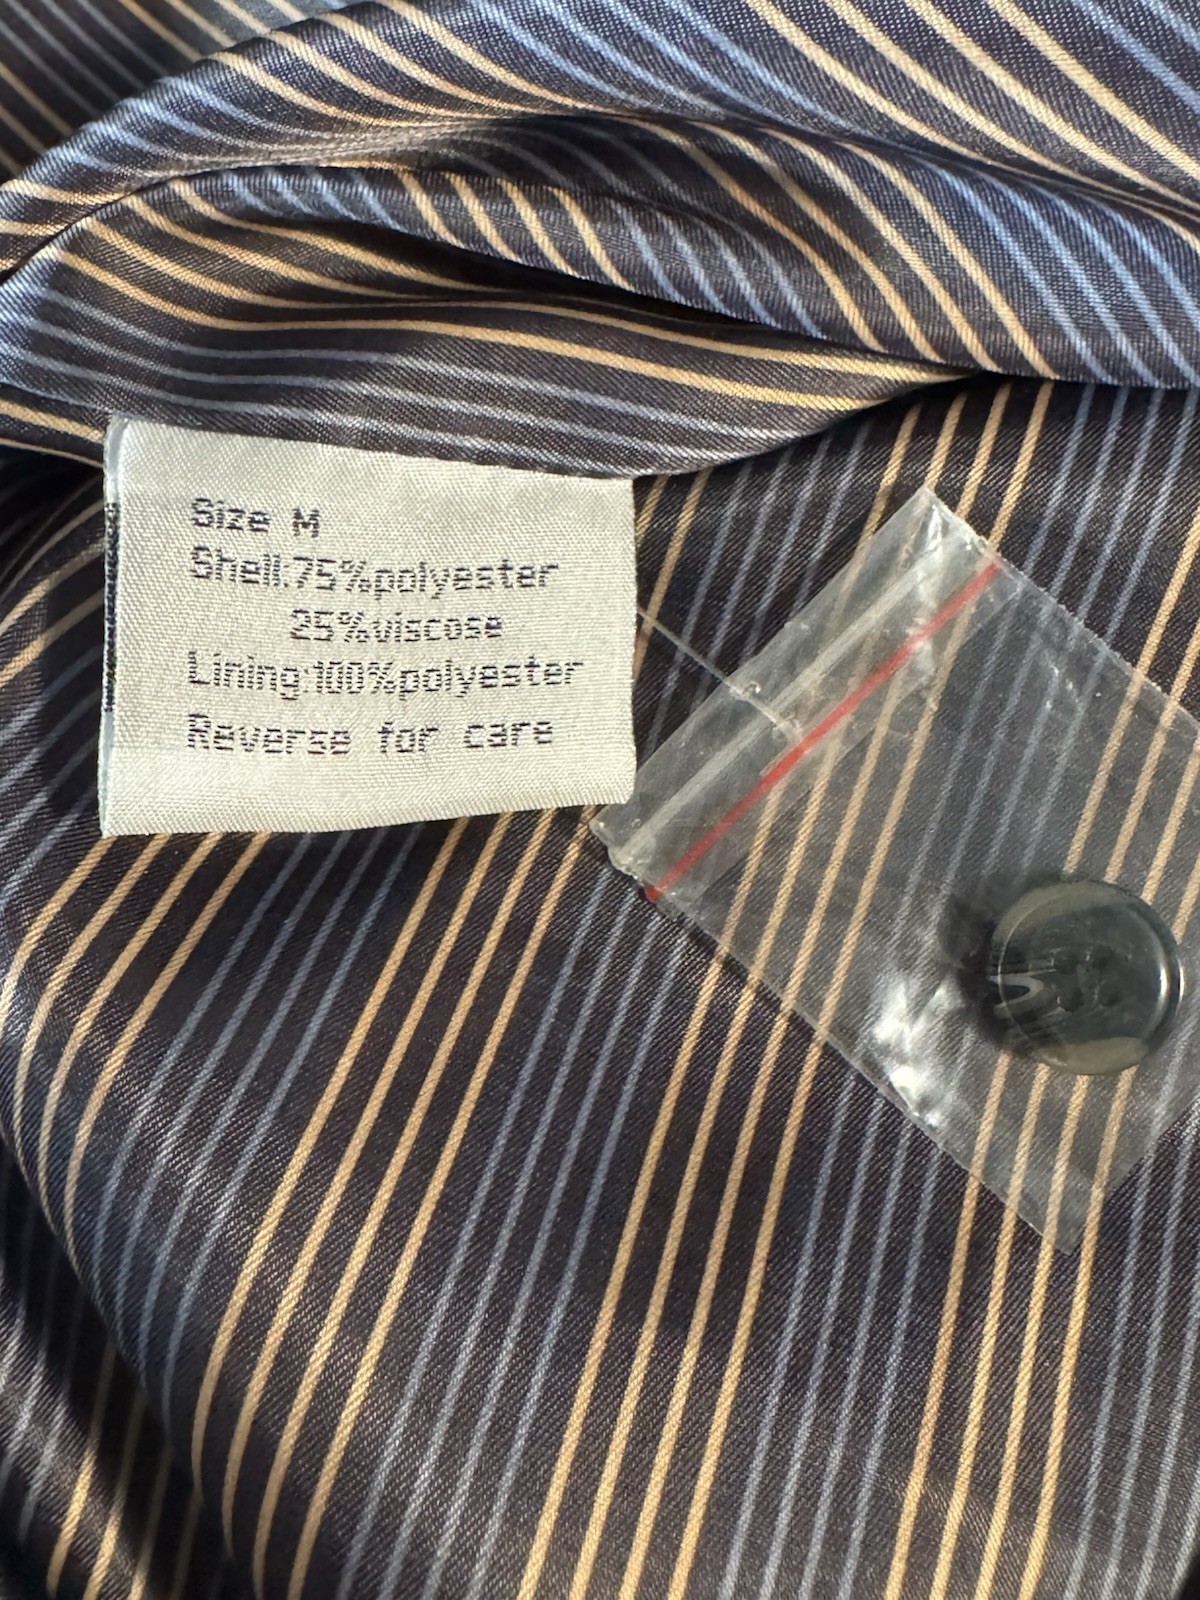 Size M
Shell:75%polyester
25%viscose
Lining:100%polyester
Reverse for care